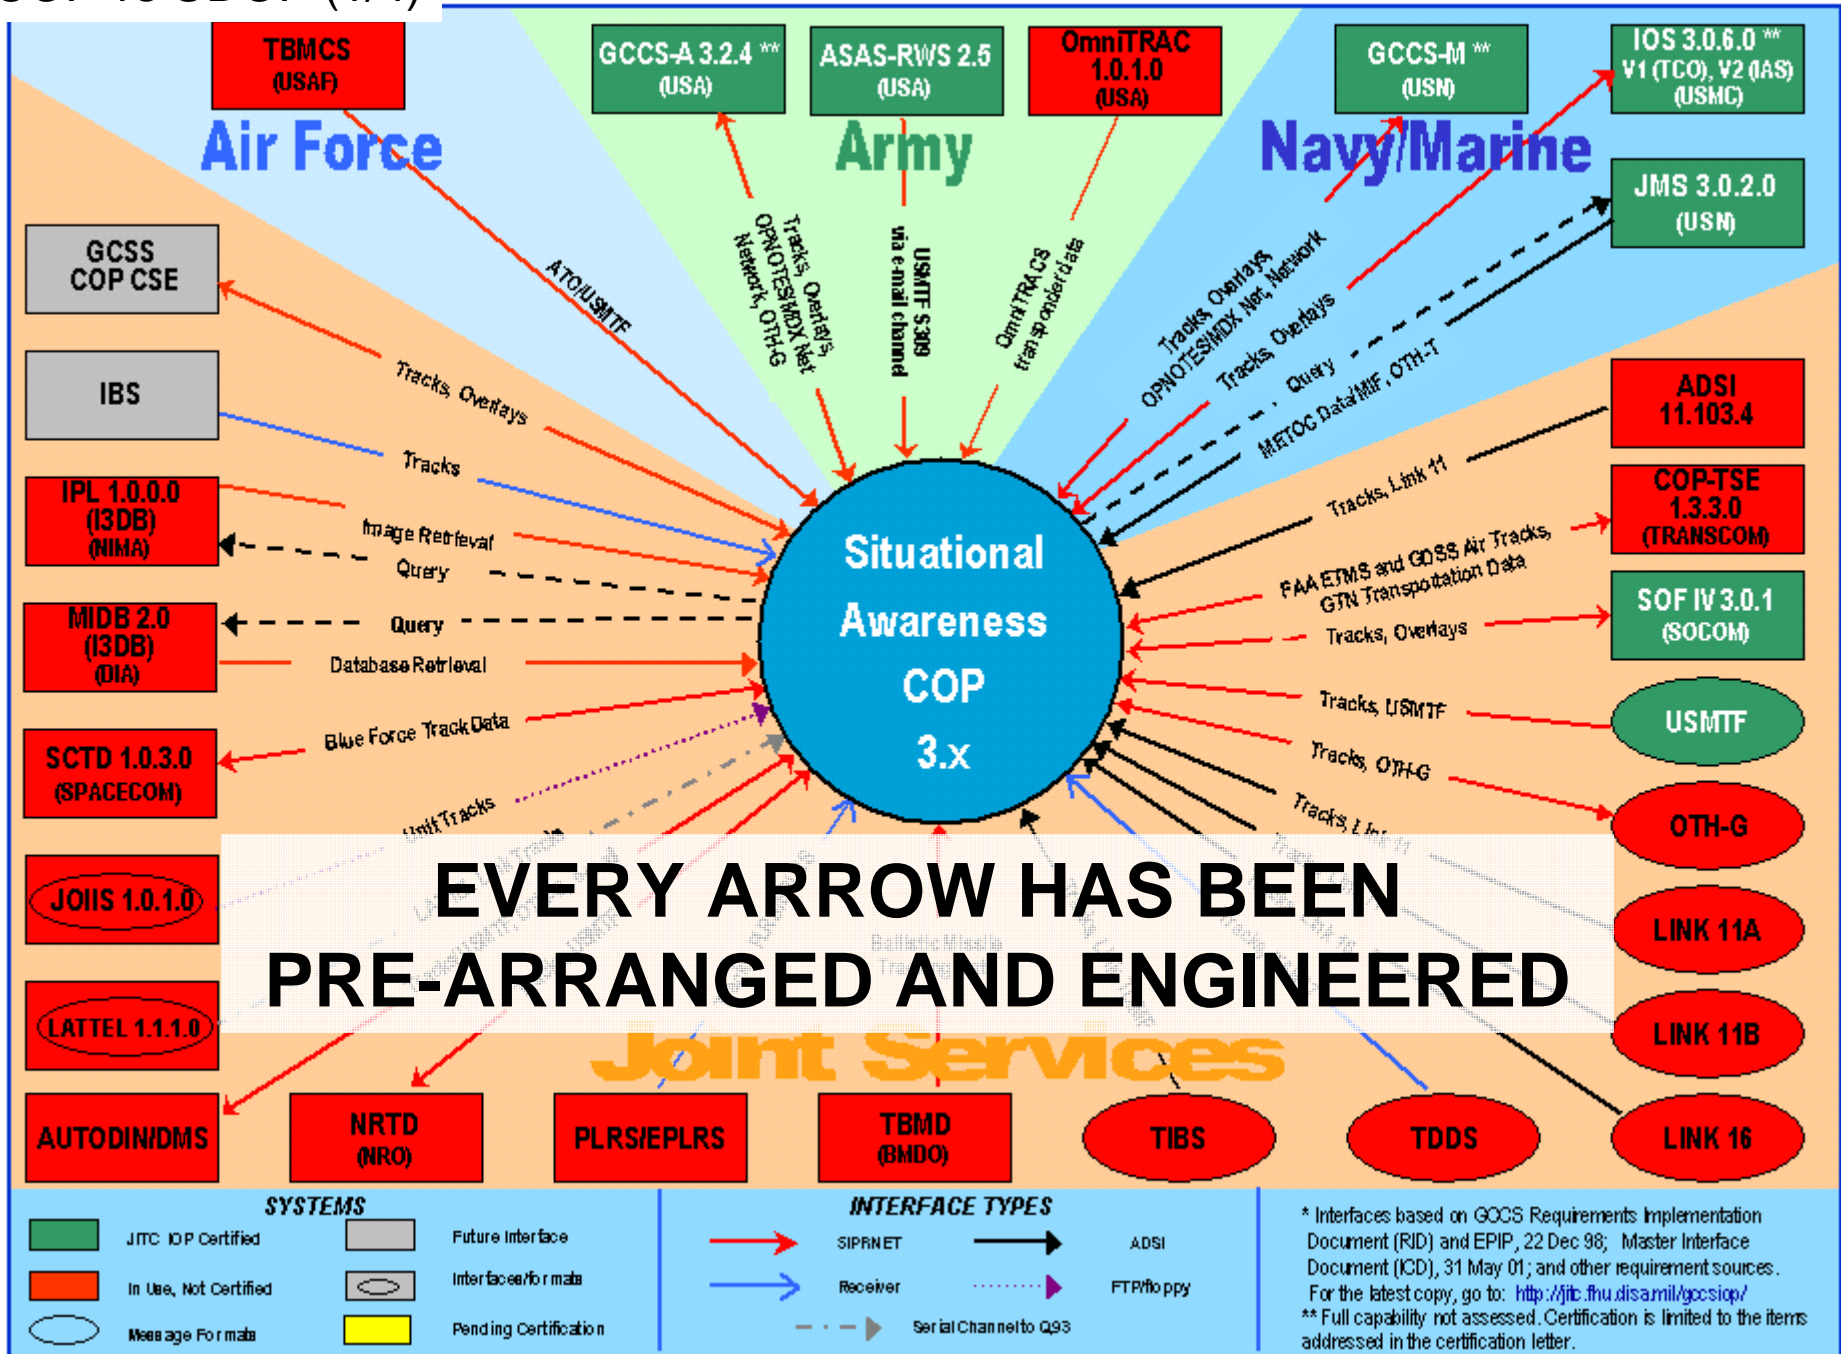 TBMCS
(USAF)
GCCS-A 3.2.4 **
(USA)
ASAS-RWS 2.5
(USA)
OmniTRAC
1.0.1.0
(USA)
GCCS-M **
(USN)
IOS 3.0.6.0 **
V1 (TCO), V2 (IAS)
(USMC)
Air Force
Army
Navy/Marine
JMS 3.0.2.0
(USN)
GCSS
COP CSE
IBS
IPL 1.0.0.0
(I3DB)
(NIMA)
MIDB 2.0
(I3DB)
(DIA)
SCTD 1.0.3.0
(SPACECOM)
JOIIS 1.0.1.0
LATTEL 1.1.1.0
AUTODIN/DMS
ATO/USMTF
Tracks, Overlays,
OPNOTES/MDX Net
Network, OTH-G
USMTF S309
via e-mail channel
OmniTRACS
transponder data
Tracks, Overlays,
OPNOTES/MDX Net, Network
Tracks, Overlays
Query
METOC Data/MIF, OTH-T
Tracks, Overlays
Tracks
Image Retrieval
Query
Query
Database Retrieval
Blue Force Track Data
Unit Tracks
Situational
Awareness
COP
3.x
Tracks, Link 11
FAA ETMS and GDSS Air Tracks,
GTN Transportation Data
Tracks, Overlays
Tracks, USMTF
Tracks, OTH-G
Tracks, Link 11
ADSI
11.103.4
COP-TSE
1.3.3.0
(TRANSCOM)
SOF IV 3.0.1
(SOCOM)
USMTF
OTH-G
LINK 11A
LINK 11B
LINK 16
EVERY ARROW HAS BEEN
PRE-ARRANGED AND ENGINEERED
Ballistic Missile
Joint Services
NRTD
(NRO)
PLRS/EPLRS
TBMD
(BMDO)
TIBS
TDDS
SYSTEMS
JITC IOP Certified
Future Interface
In Use, Not Certified
Interfaces/formats
Message Formats
Pending Certification
INTERFACE TYPES
SIPRNET
ADSI
Receiver
FTP/floppy
Serial Channel to Q93
* Interfaces based on GCCS Requirements Implementation
Document (RID) and EPIP, 22 Dec 98; Master Interface
Document (ICD), 31 May 01; and other requirement sources.
For the latest copy, go to: http://jitc.fhu.disa.mil/gccsiop/
** Full capability not assessed. Certification is limited to the items
addressed in the certification letter.